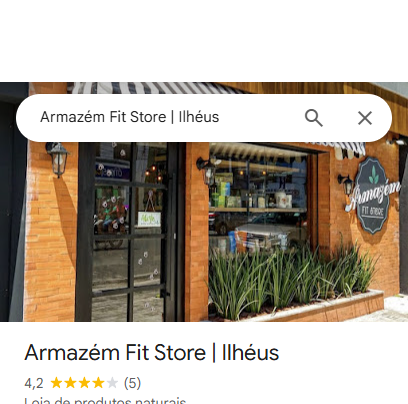 Armazém Fit Store | Ilhéus
Armazém
FIT STORE
Armazém Fit Store | Ilhéus
4,2 (5)
Loja de produtos naturais